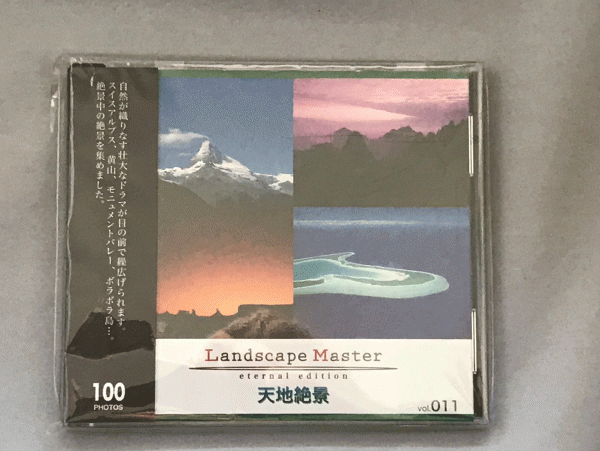 自然が織りなす壮大なドラマが目の前で繰広げられます。
スイスアルプス、黄山、モニュメントバレー、ボラボラ島…。
絶景中の絶景を集めました。
100
PHOTOS
Landscape Master
eternal edition
天地絶景
vol.011